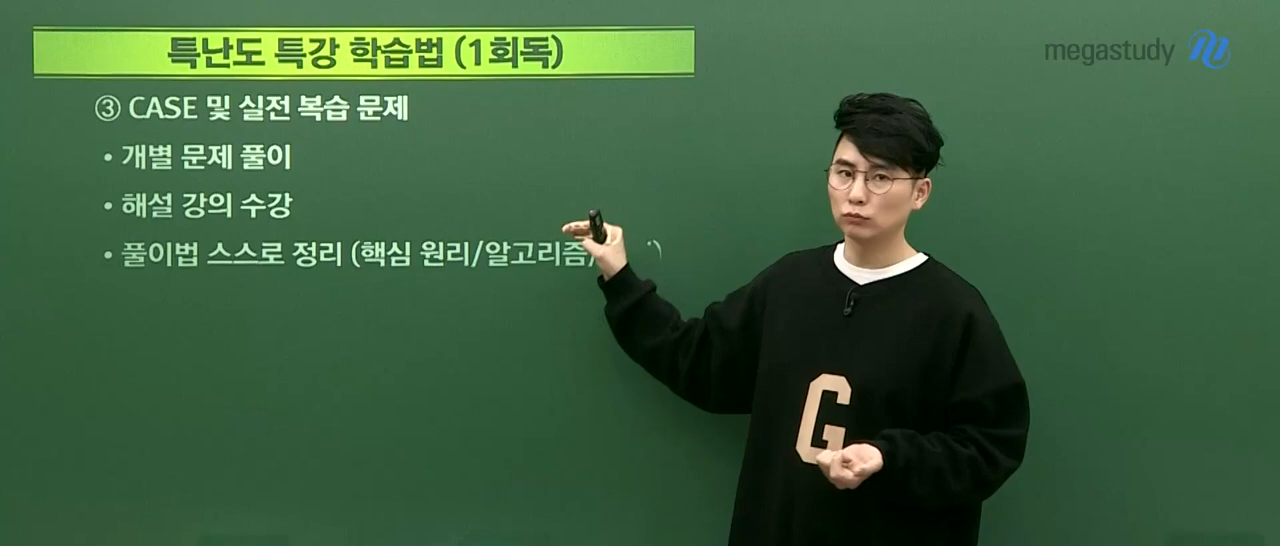 특난도 특강 학습법 (1회독)
megastudy
③ CASE 및 실전 복습 문제
• 개별 문제 풀이
• 해설 강의 수강
• 풀이법 스스로 정리 (핵심 원리/알고리즘/
G